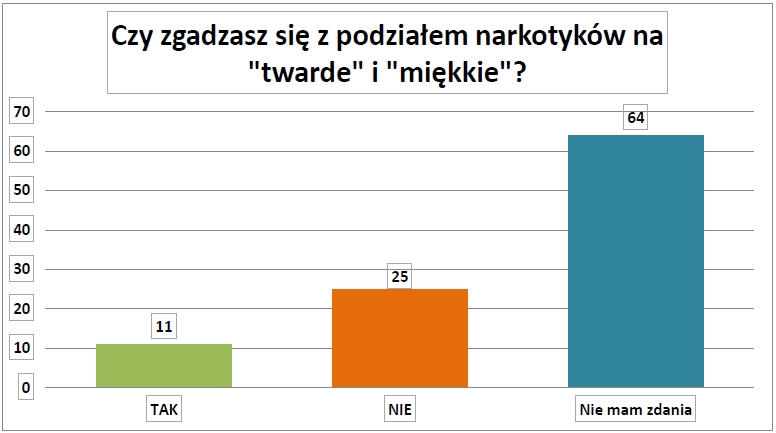 Czy zgadzasz się z podziałem narkotyków na
"twarde" i "miękkie"?
70
60
50
40
30
20
10
0
11
25
64
TAK
NIE
Nie mam zdania